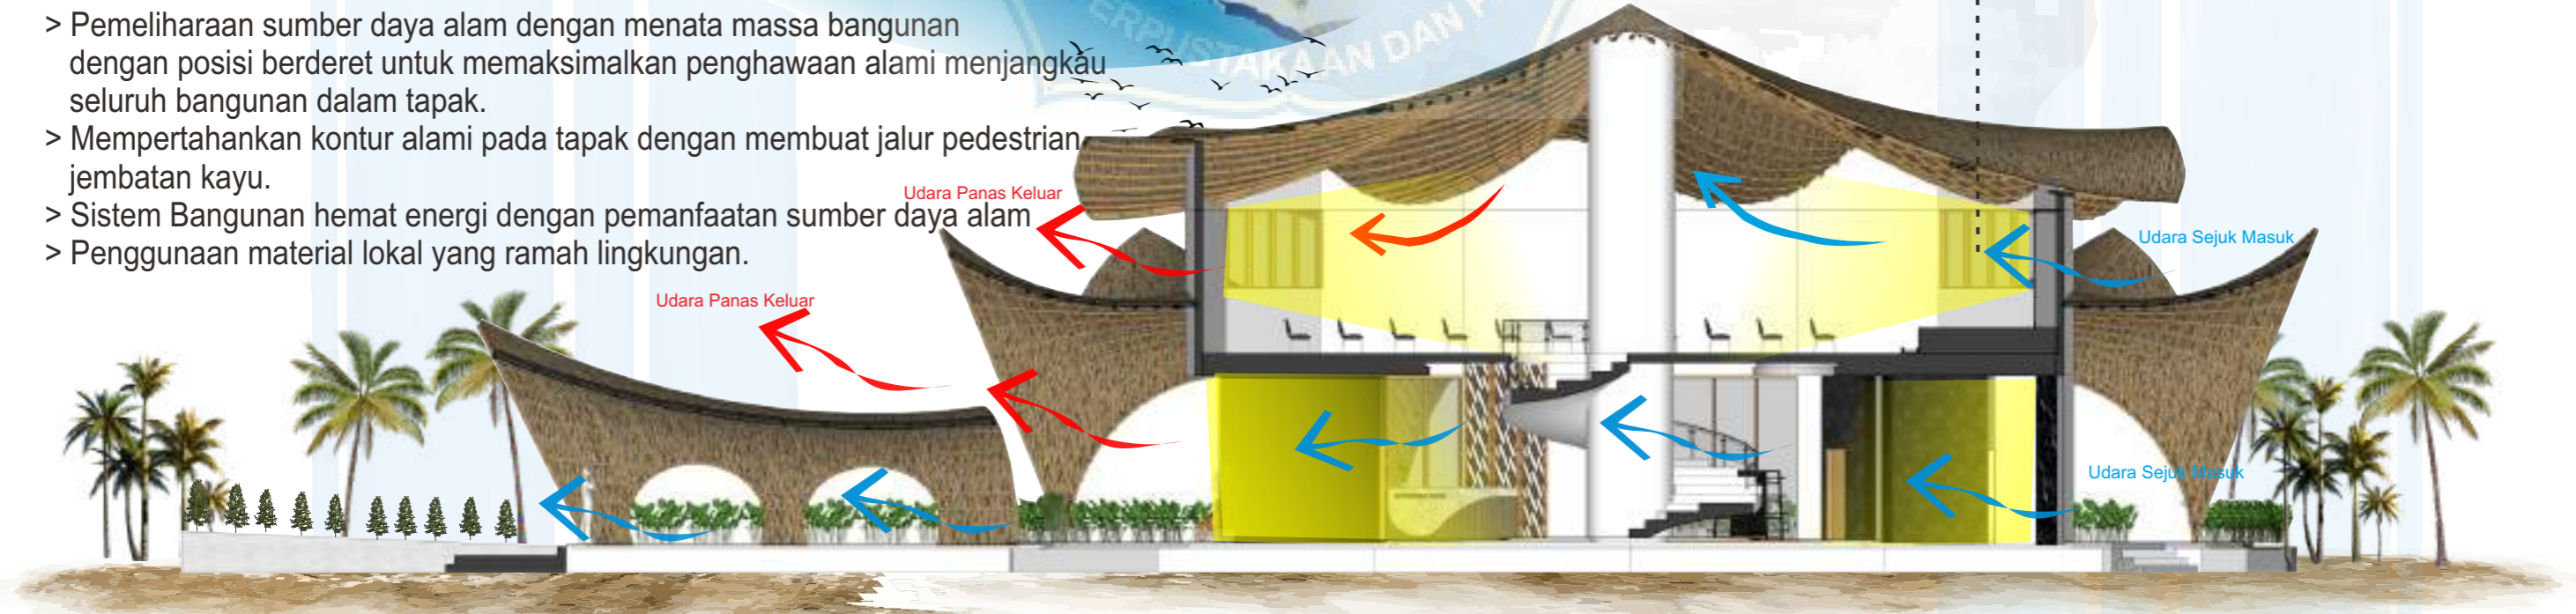 > Pemeliharaan sumber daya alam dengan menata massa bangunan
dengan posisi berderet untuk memaksimalkan penghawaan alami menjangkau
seluruh bangunan dalam tapak.
> Mempertahankan kontur alami pada tapak dengan membuat jalur pedestrian
jembatan kayu.
> Sistem Bangunan hemat energi dengan pemanfaatan sumber daya alam
> Penggunaan material lokal yang ramah lingkungan.
ERPUSTAKAAN DAN P
Udara Panas Keluar
Udara Sejuk Masuk
Udara Panas Keluar
Udara Sejuk Masuk